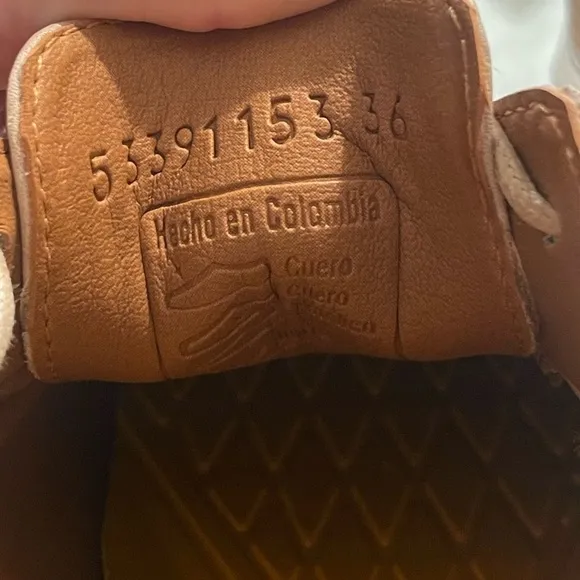 53391153 36
Hecho en Colombia
Cuero
Cuero